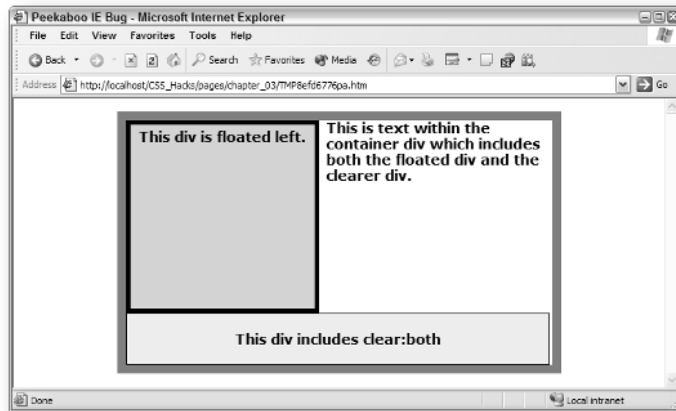 Peekaboo IE Bug - Microsoft Internet Explorer
File Edit View Favorites Tools Help
Back Search Favorites Media
Address http://localhost/CSS_Hacks/pages/chapter_03/TMP8efd6776pa.htm Go
This div is floated left.
This is text within the
container div which includes
both the floated div and the
clearer div.
This div includes clear:both
Done Local intranet